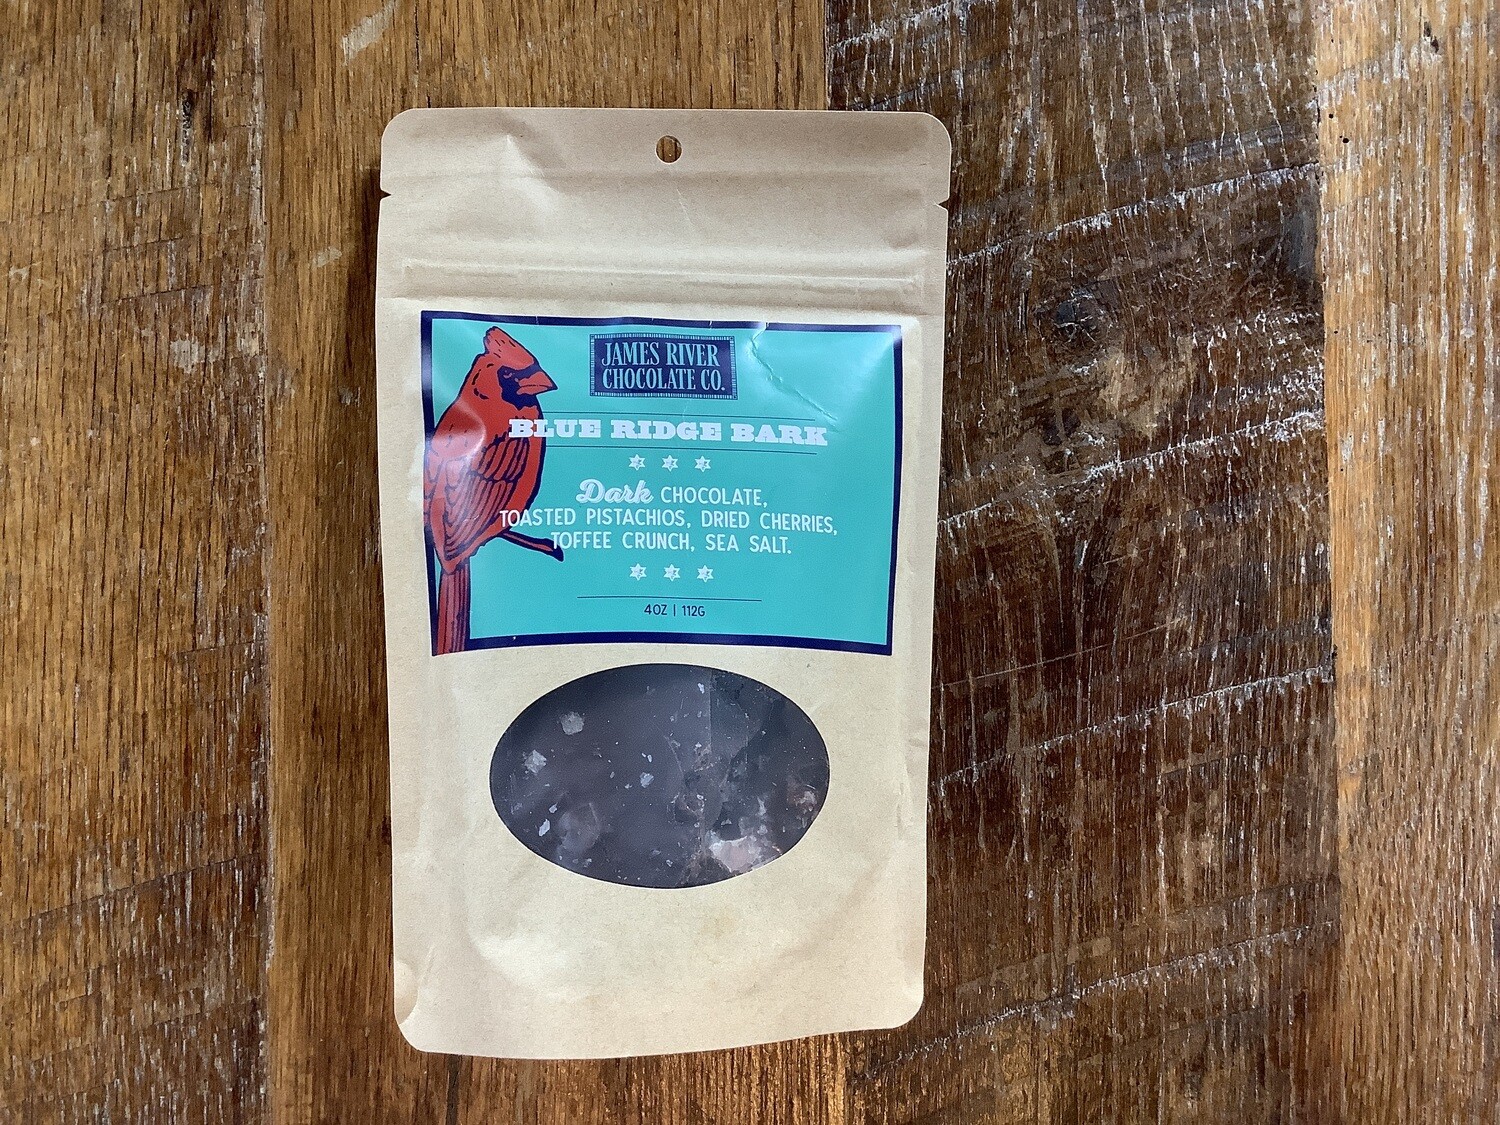 JAMES RIVER
CHOCOLATE CO.
BLUE RIDGE BARK
Dark CHOCOLATE,
TOASTED PISTACHIOS, DRIED CHERRIES,
TOFFEE CRUNCH, SEA SALT.
4OZ | 112G